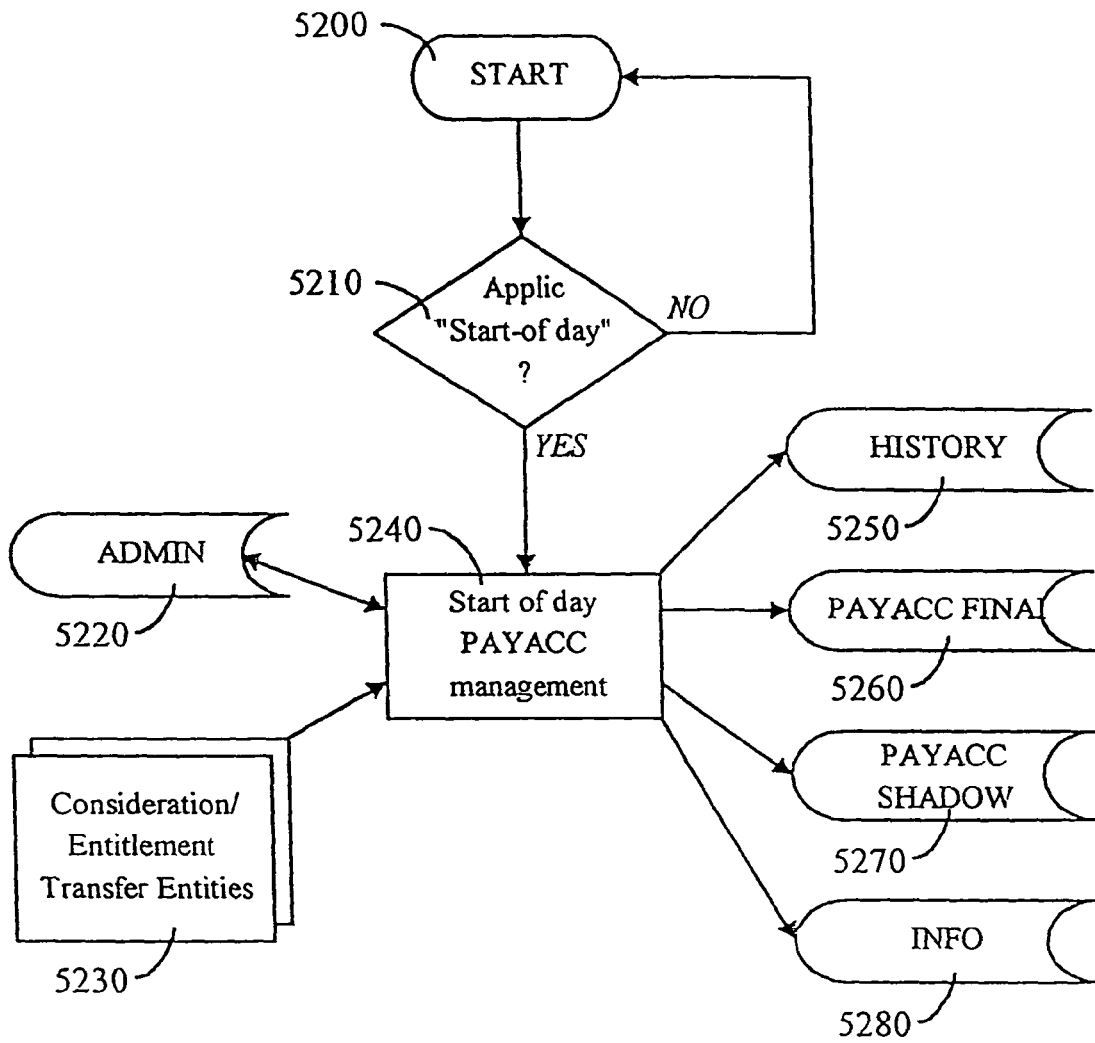 5200
START
5210
Applic
"Start-of day"
?
NO
YES
HISTORY
5250
5240
ADMIN
5220
Start of day
PAYACC
management
PAYACC FINAL
5260
Consideration/
Entitlement
Transfer Entities
5230
PAYACC
SHADOW
5270
INFO
5280